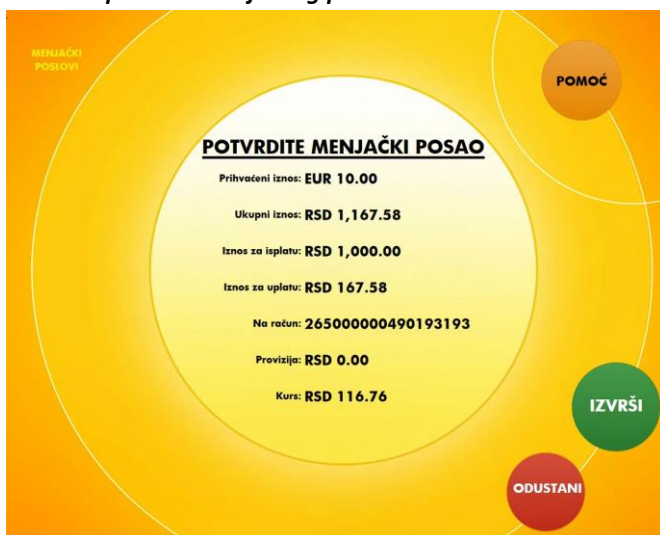 MENJAČKI
POSLOVI
POMOĆ
POTVRDITE MENJAČKI POSAO
Prihvaćeni iznos: EUR 10.00
Ukupni iznos: RSD 1,167.58
Iznos za isplatu: RSD 1,000.00
Iznos za uplatu: RSD 167.58
Na račun: 265000000490193193
Provizija: RSD 0.00
Kurs: RSD 116.76
IZVRŠI
ODUSTANI